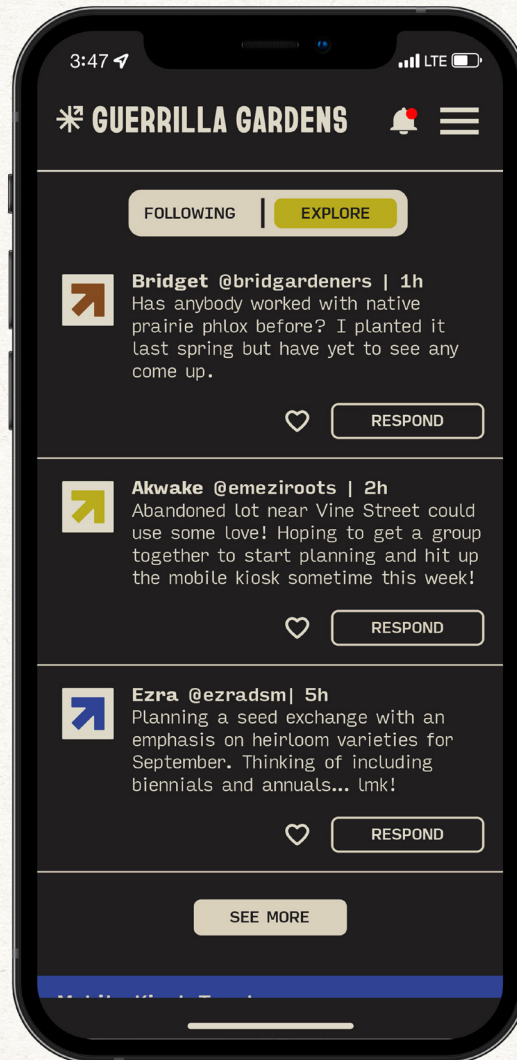 3:47 LTE
GUERRILLA GARDENS
FOLLOWING | EXPLORE
Bridget @bridgardeners | 1h
Has anybody worked with native
prairie phlox before? I planted it
last spring but have yet to see any
come up.
RESPOND
Akwake @emeziroots | 2h
Abandoned lot near Vine Street could
use some love! Hoping to get a group
together to start planning and hit up
the mobile kiosk sometime this week!
RESPOND
Ezra @ezradsm| 5h
Planning a seed exchange with an
emphasis on heirloom varieties for
September. Thinking of including
biennials and annuals... lmk!
RESPOND
SEE MORE